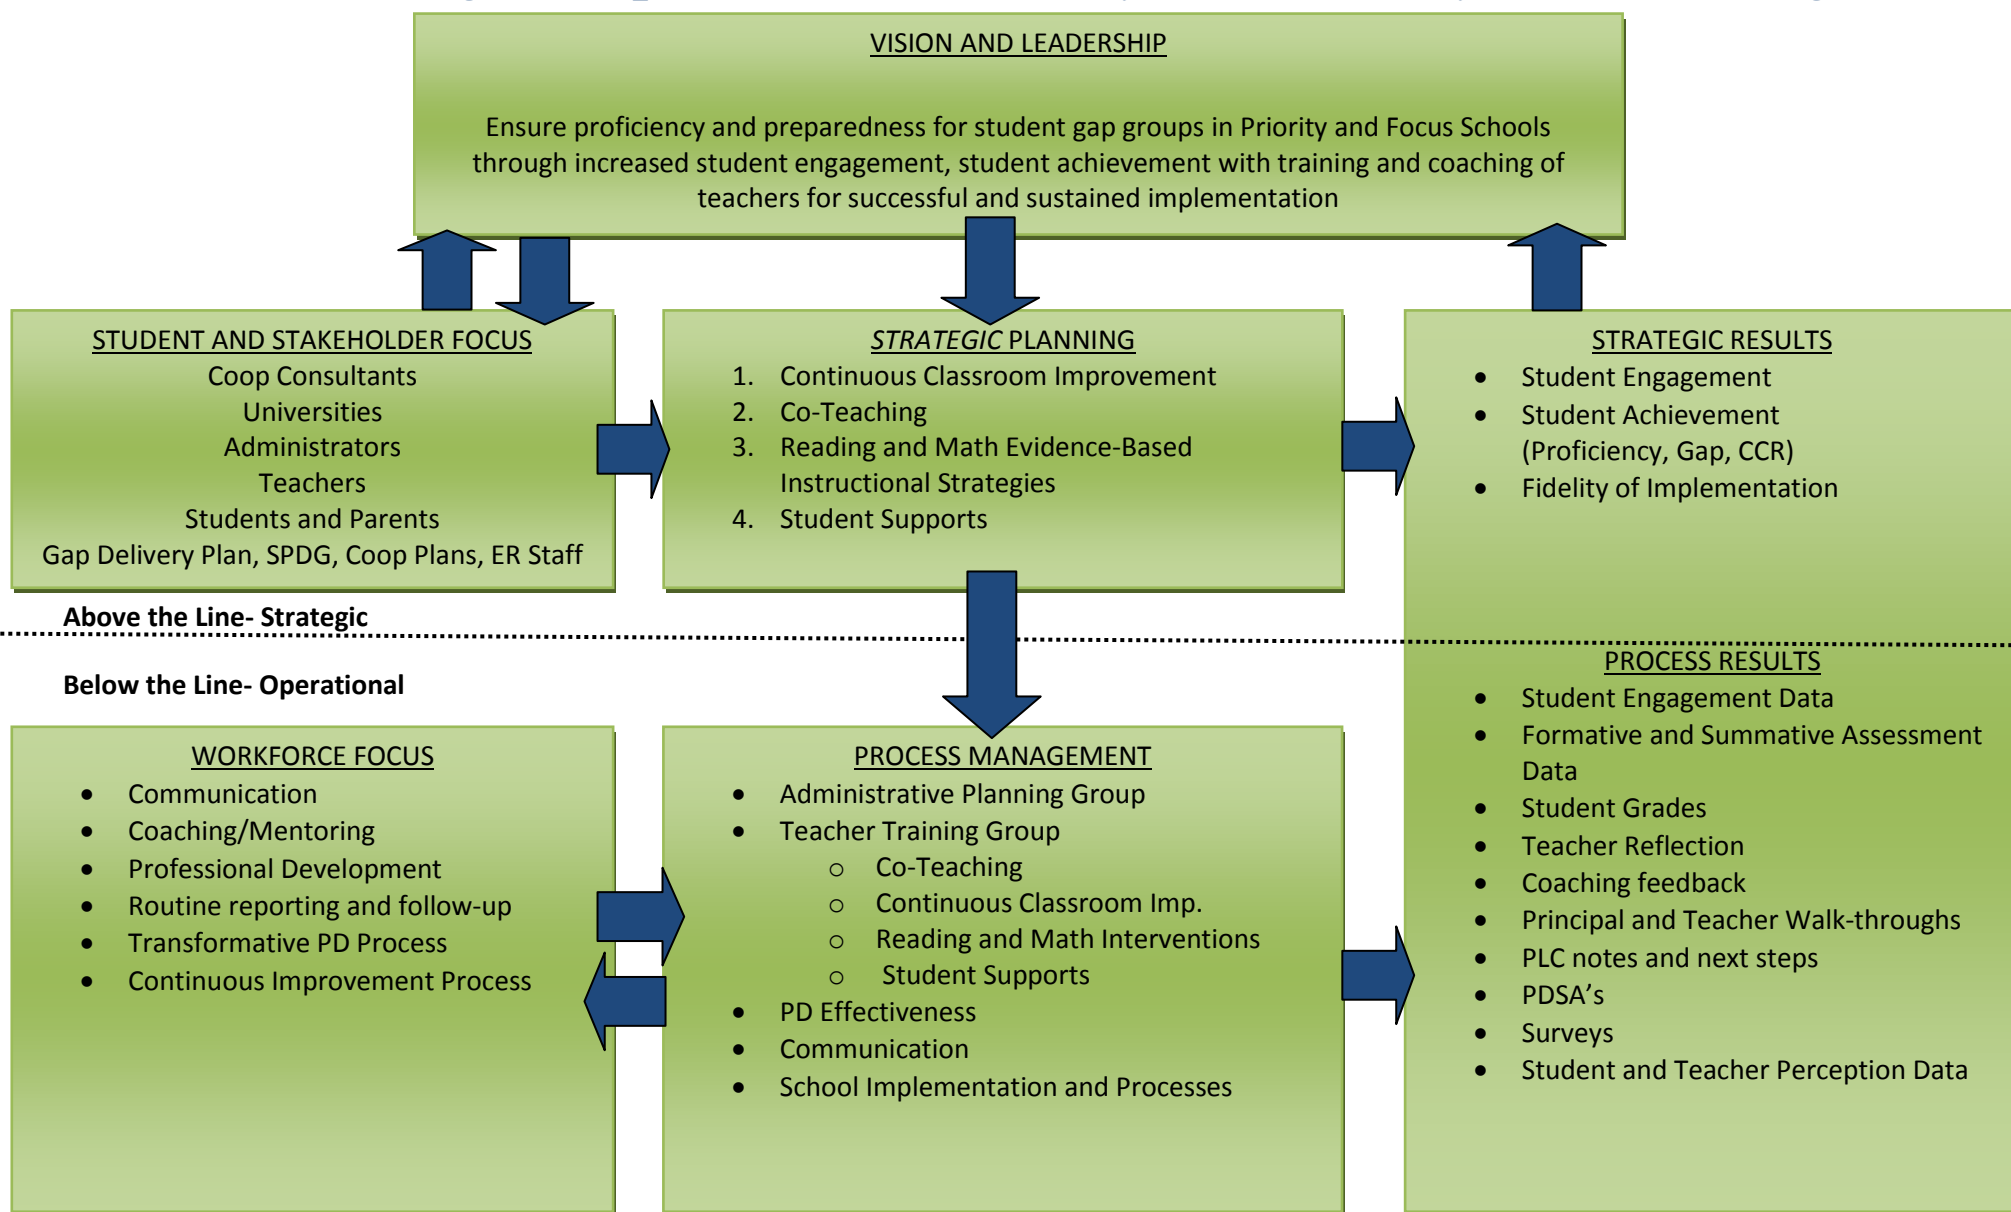 VISION AND LEADERSHIP
Ensure proficiency and preparedness for student gap groups in Priority and Focus Schools
through increased student engagement, student achievement with training and coaching of
teachers for successful and sustained implementation
STUDENT AND STAKEHOLDER FOCUS
Coop Consultants
Universities
Administrators
Teachers
Students and Parents
Gap Delivery Plan, SPDG, Coop Plans, ER Staff
STRATEGIC PLANNING
1. Continuous Classroom Improvement
2. Co-Teaching
3. Reading and Math Evidence-Based
Instructional Strategies
4. Student Supports
STRATEGIC RESULTS
• Student Engagement
• Student Achievement
(Proficiency, Gap, CCR)
• Fidelity of Implementation
Above the Line- Strategic
Below the Line- Operational
WORKFORCE FOCUS
• Communication
• Coaching/Mentoring
• Professional Development
• Routine reporting and follow-up
• Transformative PD Process
• Continuous Improvement Process
PROCESS MANAGEMENT
• Administrative Planning Group
• Teacher Training Group
o Co-Teaching
o Continuous Classroom Imp.
o Reading and Math Interventions
o Student Supports
• PD Effectiveness
• Communication
• School Implementation and Processes
PROCESS RESULTS
• Student Engagement Data
• Formative and Summative Assessment
Data
• Student Grades
• Teacher Reflection
• Coaching feedback
• Principal and Teacher Walk-throughs
• PLC notes and next steps
• PDSA’s
• Surveys
• Student and Teacher Perception Data